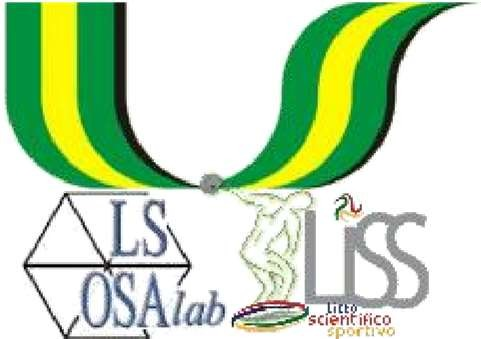 LS
OSAlab
LiSS
liceo
scientifico
sportivo